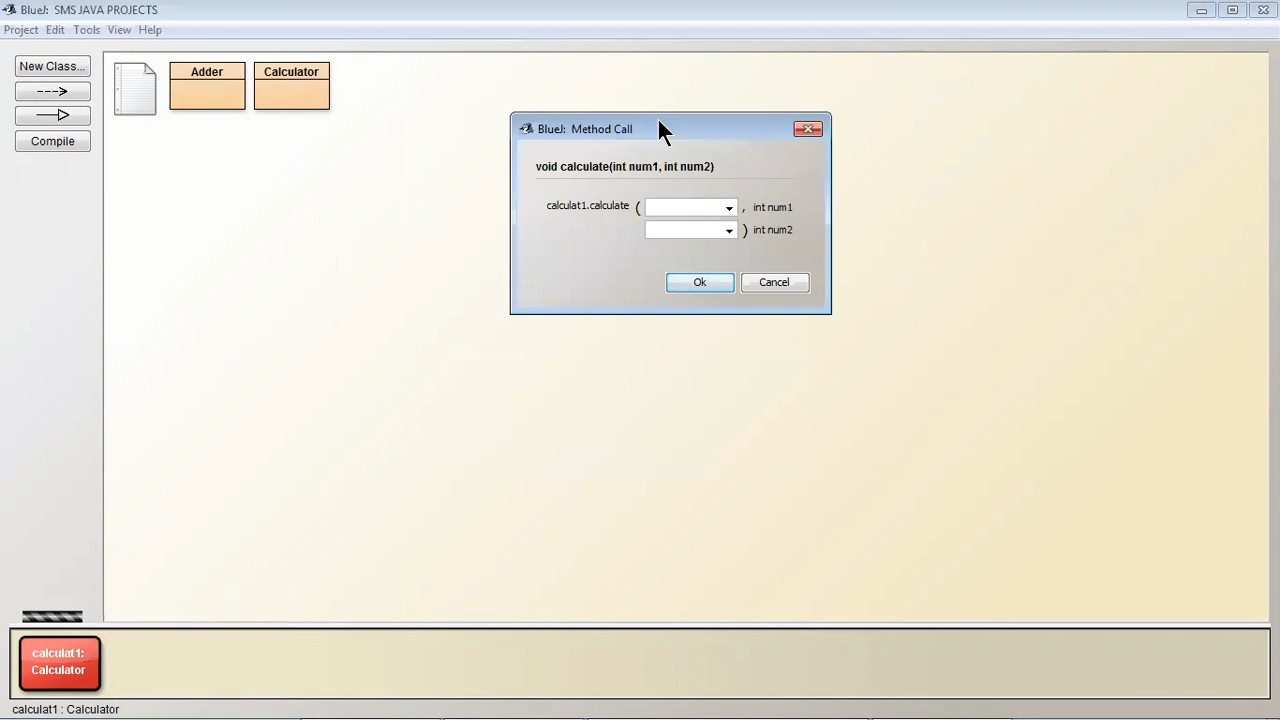 BlueJ: SMS JAVA PROJECTS
Project Edit Tools View Help
New Class...
Compile
Adder
Calculator
BlueJ: Method Call
void calculate(int num1, int num2)
calculat1.calculate ( , int num1
) int num2
Ok
Cancel
calculat1:
Calculator
calculat1 : Calculator